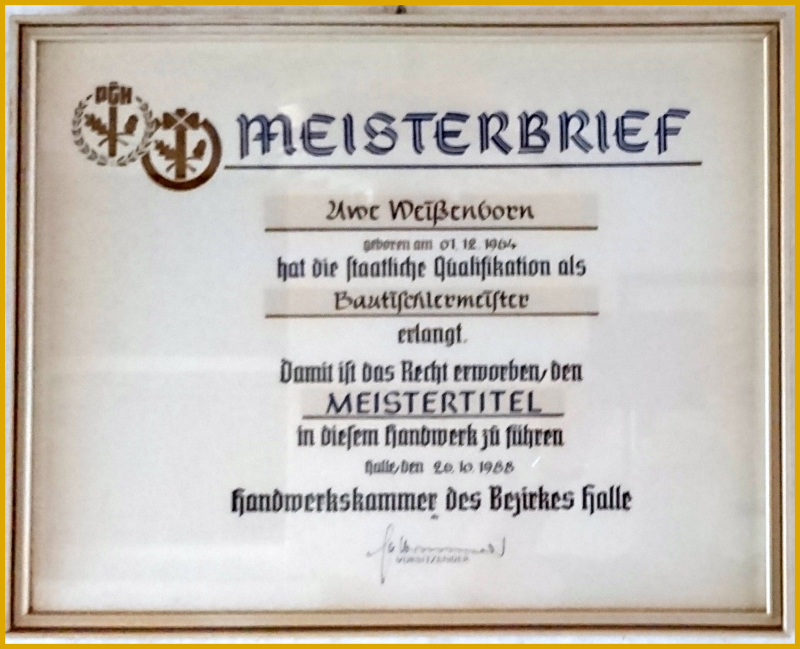 PGH
MEISTERBRIEF
Uwe Weißenborn
geboren am 01.12.1964
hat die staatliche Qualifikation als
Bautischlermeister
erlangt.
Damit ist das Recht erworben, den
MEISTERTITEL
in diesem Handwerk zu führen
Halle, den 20.10.1988
Handwerkskammer des Bezirkes Halle
VORSITZENDER